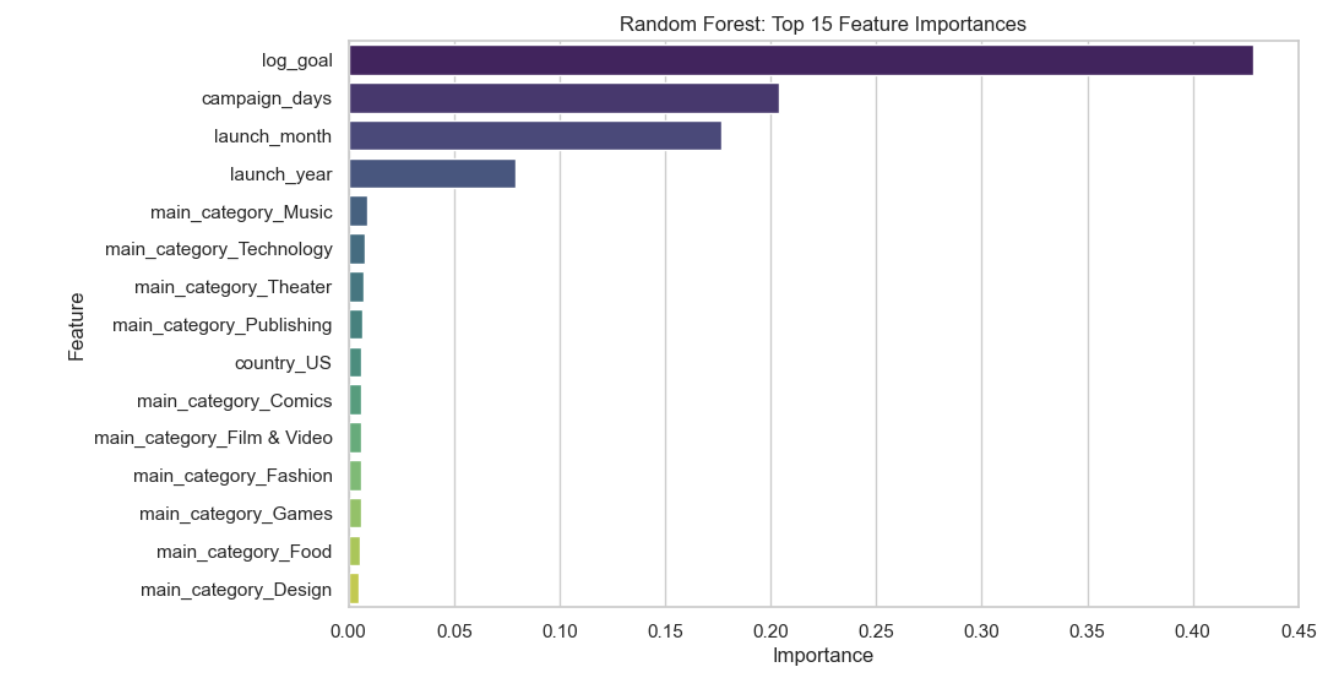 Random Forest: Top 15 Feature Importances
log_goal
campaign_days
launch_month
launch_year
main_category_Music
main_category_Technology
main_category_Theater
main_category_Publishing
country_US
main_category_Comics
main_category_Film & Video
main_category_Fashion
main_category_Games
main_category_Food
main_category_Design
Feature
0.00 0.05 0.10 0.15 0.20 0.25 0.30 0.35 0.40 0.45
Importance